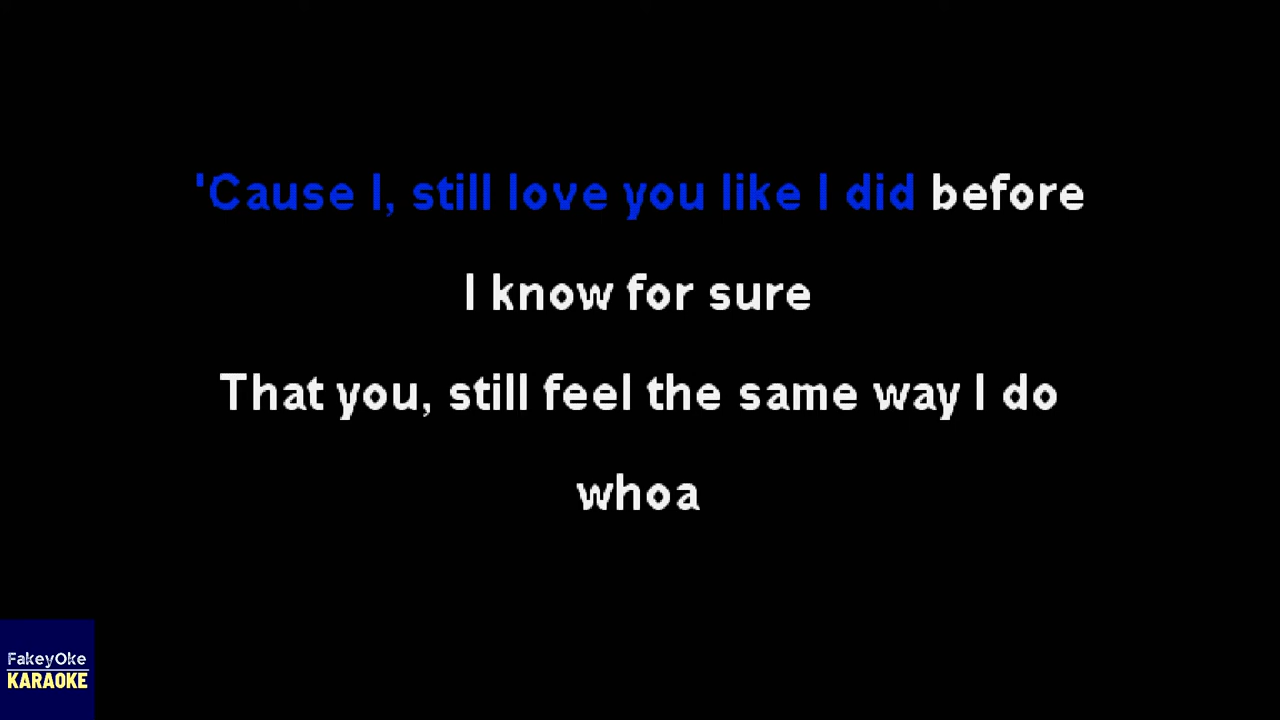 'Cause I, still love you like I did before
I know for sure
That you, still feel the same way I do
whoa
FakeyOke
KARAOKE